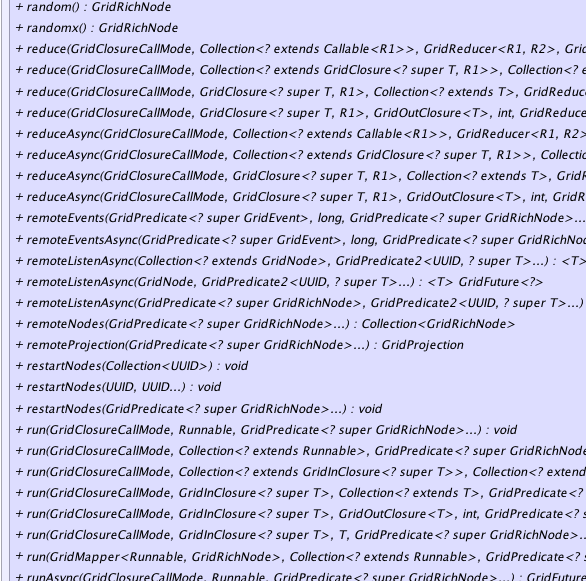 + random() : GridRichNode
+ randomx() : GridRichNode
+ reduce(GridClosureCallMode, Collection<? extends Callable<R1>>, GridReducer<R1, R2>, Grid
+ reduce(GridClosureCallMode, Collection<? extends GridClosure<? super T, R1>>, Collection<? e
+ reduce(GridClosureCallMode, GridClosure<? super T, R1>, Collection<? extends T>, GridReduc
+ reduce(GridClosureCallMode, GridClosure<? super T, R1>, GridOutClosure<T>, int, GridReduce
+ reduceAsync(GridClosureCallMode, Collection<? extends Callable<R1>>, GridReducer<R1, R2>
+ reduceAsync(GridClosureCallMode, Collection<? extends GridClosure<? super T, R1>>, Collectio
+ reduceAsync(GridClosureCallMode, GridClosure<? super T, R1>, Collection<? extends T>, GridR
+ reduceAsync(GridClosureCallMode, GridClosure<? super T, R1>, GridOutClosure<T>, int, GridR
+ remoteEvents(GridPredicate<? super GridEvent>, long, GridPredicate<? super GridRichNode>...
+ remoteEventsAsync(GridPredicate<? super GridEvent>, long, GridPredicate<? super GridRichNod
+ remoteListenAsync(Collection<? extends GridNode>, GridPredicate2<UUID, ? super T>...) : <T>
+ remoteListenAsync(GridNode, GridPredicate2<UUID, ? super T>...) : <T> GridFuture<?>
+ remoteListenAsync(GridPredicate<? super GridRichNode>, GridPredicate2<UUID, ? super T>...)
+ remoteNodes(GridPredicate<? super GridRichNode>...) : Collection<GridRichNode>
+ remoteProjection(GridPredicate<? super GridRichNode>...) : GridProjection
+ restartNodes(Collection<UUID>) : void
+ restartNodes(UUID, UUID...) : void
+ restartNodes(GridPredicate<? super GridRichNode>...) : void
+ run(GridClosureCallMode, Runnable, GridPredicate<? super GridRichNode>...) : void
+ run(GridClosureCallMode, Collection<? extends Runnable>, GridPredicate<? super GridRichNode
+ run(GridClosureCallMode, Collection<? extends GridInClosure<? super T>>, Collection<? extend
+ run(GridClosureCallMode, GridInClosure<? super T>, Collection<? extends T>, GridPredicate<?
+ run(GridClosureCallMode, GridInClosure<? super T>, GridOutClosure<T>, int, GridPredicate<? s
+ run(GridClosureCallMode, GridInClosure<? super T>, T, GridPredicate<? super GridRichNode>..
+ run(GridMapper<Runnable, GridRichNode>, Collection<? extends Runnable>, GridPredicate<? s
+ runAsync(GridClosureCallMode, Runnable, GridPredicate<? super GridRichNode>...) : GridFuture